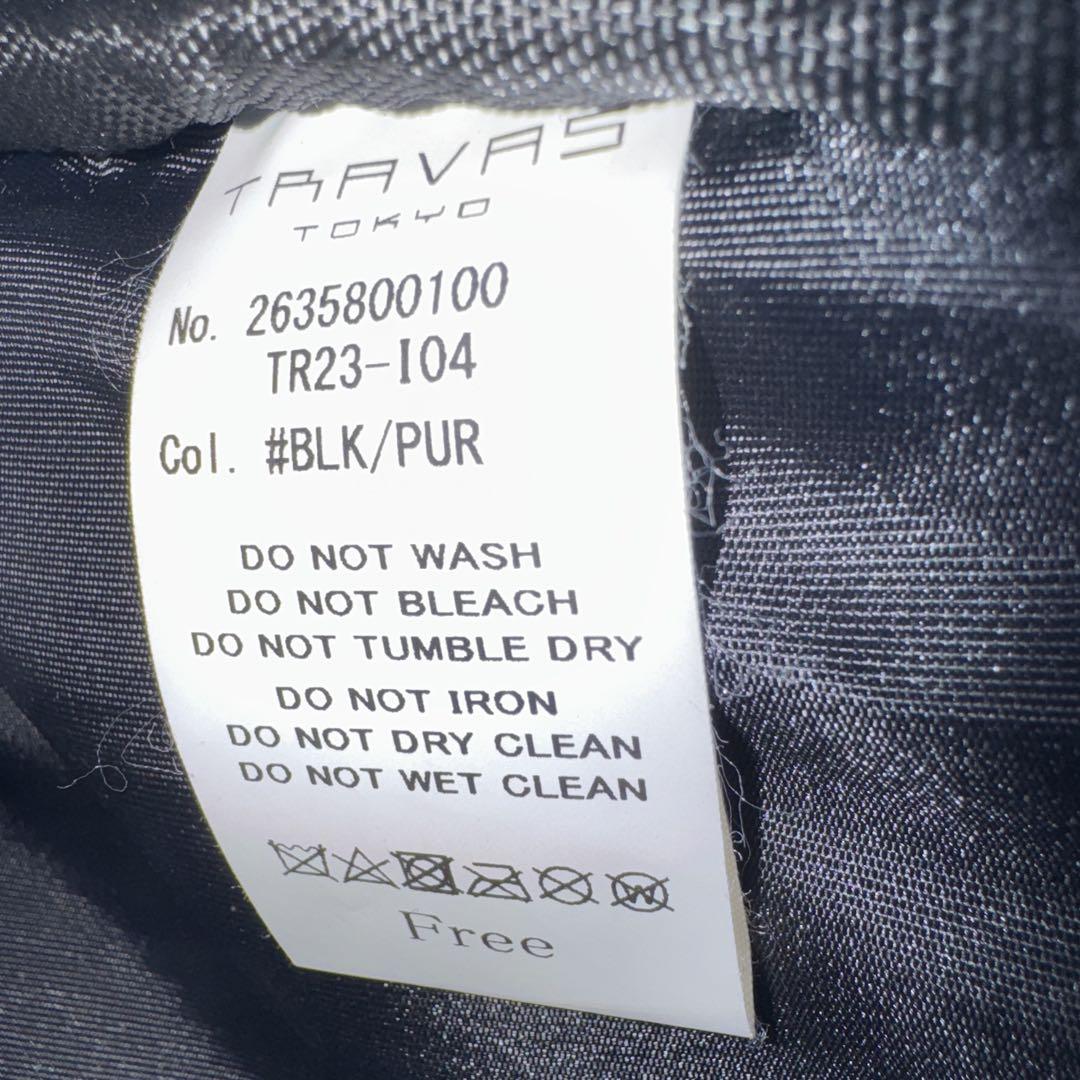 TRAVAS
TOKYO
No. 2635800100
TR23-I04
Col. #BLK/PUR
DO NOT WASH
DO NOT BLEACH
DO NOT TUMBLE DRY
DO NOT IRON
DO NOT DRY CLEAN
DO NOT WET CLEAN
W
Free